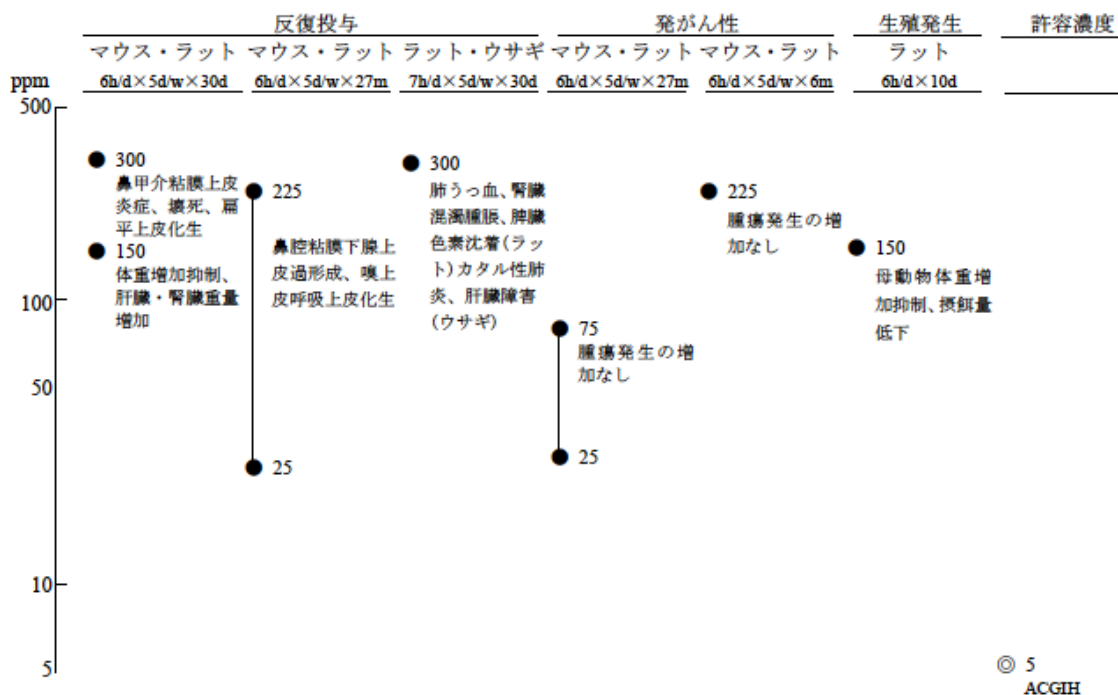 反復投与
発がん性
生殖発生
許容濃度
マウス・ラット
マウス・ラット
ラット・ウサギ
マウス・ラット
マウス・ラット
ラット
ppm
6h/d×5d/w×30d
6h/d×5d/w×27m
7h/d×5d/w×30d
6h/d×5d/w×27m
6h/d×5d/w×6m
6h/d×10d
500
100
50
10
5
300
鼻甲介粘膜上皮
炎症、壊死、扁
平上皮化生
150
体重増加抑制、
肝臓・腎臓重量
増加
225
鼻腔粘膜下腺上
皮過形成、嗅上
皮呼吸上皮化生
25
300
肺うっ血、腎臓
混濁腫脹、脾臓
色素沈着(ラッ
ト)カタル性肺
炎、肝臓障害
(ウサギ)
75
腫瘍発生の増
加なし
25
225
腫瘍発生の増
加なし
150
母動物体重増
加抑制、摂餌量
低下
5
ACGIH